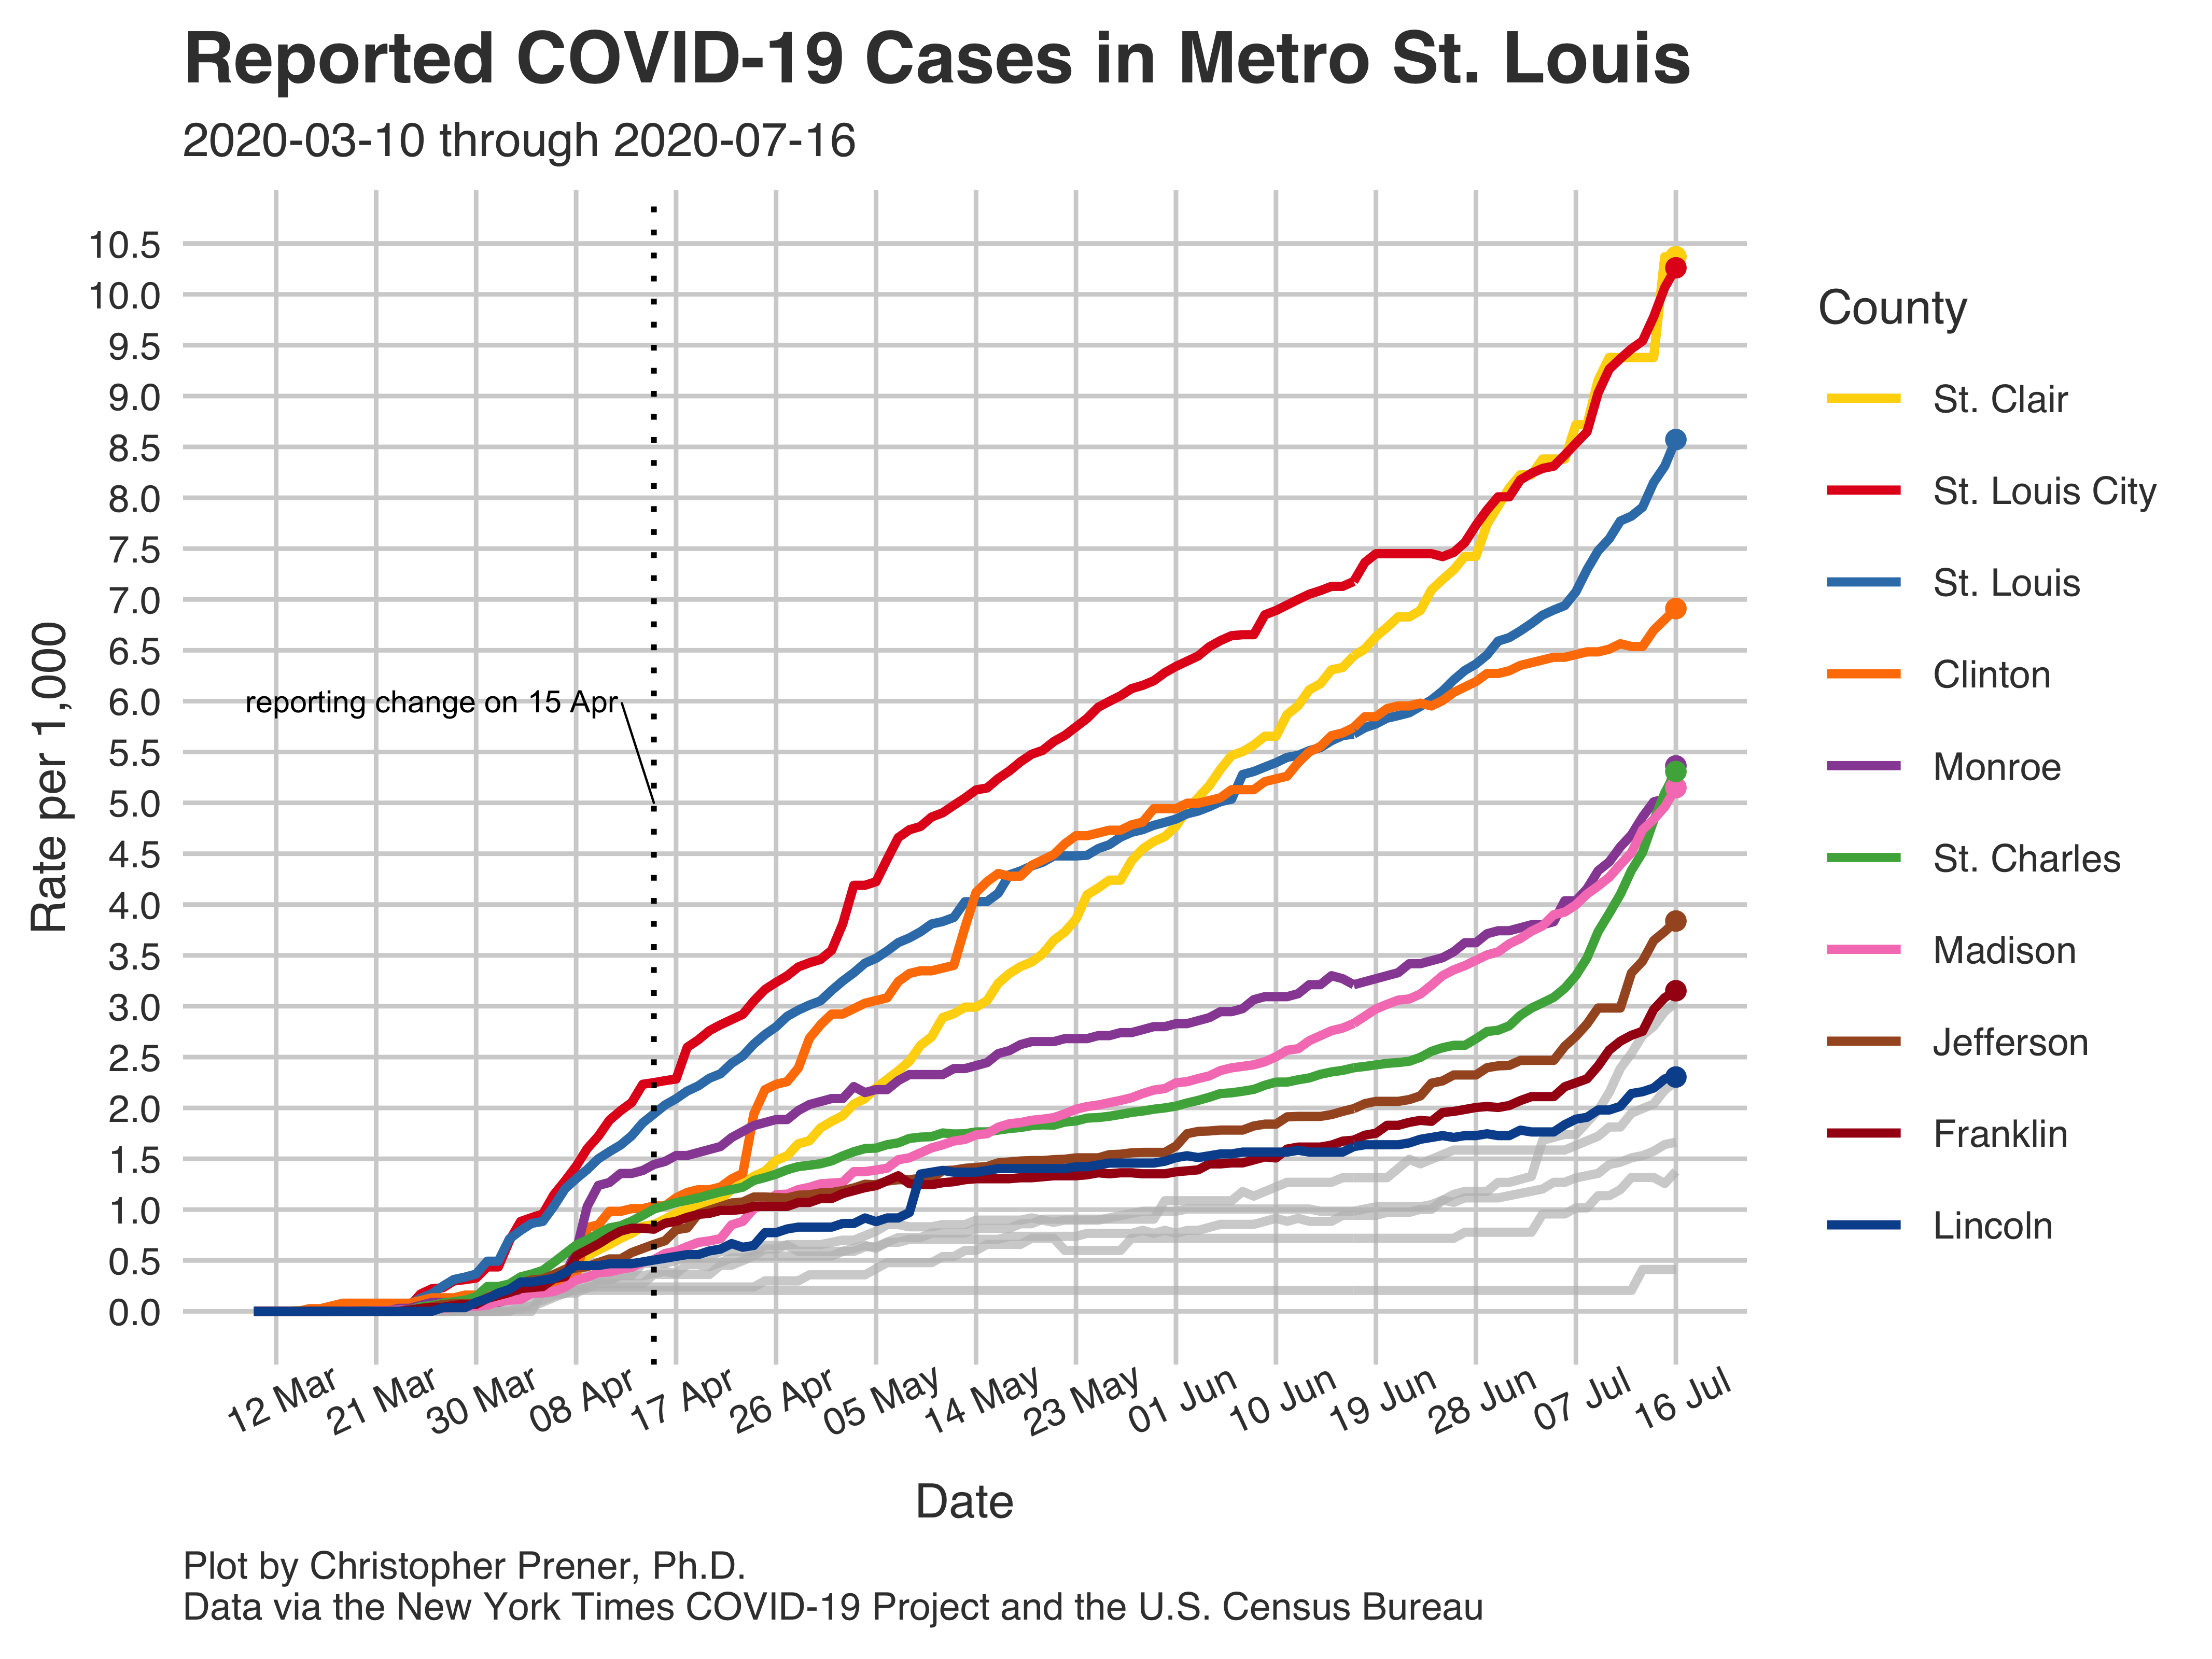 Reported COVID-19 Cases in Metro St. Louis
2020-03-10 through 2020-07-16
10.5
10.0
9.5
9.0
8.5
8.0
7.5
7.0
6.5
6.0
5.5
5.0
4.5
4.0
3.5
3.0
2.5
2.0
1.5
1.0
0.5
0.0
Rate per 1,000
reporting change on 15 Apr
12 Mar
21 Mar
30 Mar
08 Apr
17 Apr
26 Apr
05 May
14 May
23 May
01 Jun
10 Jun
19 Jun
28 Jun
07 Jul
16 Jul
Date
County
St. Clair
St. Louis City
St. Louis
Clinton
Monroe
St. Charles
Madison
Jefferson
Franklin
Lincoln
Plot by Christopher Prener, Ph.D.
Data via the New York Times COVID-19 Project and the U.S. Census Bureau